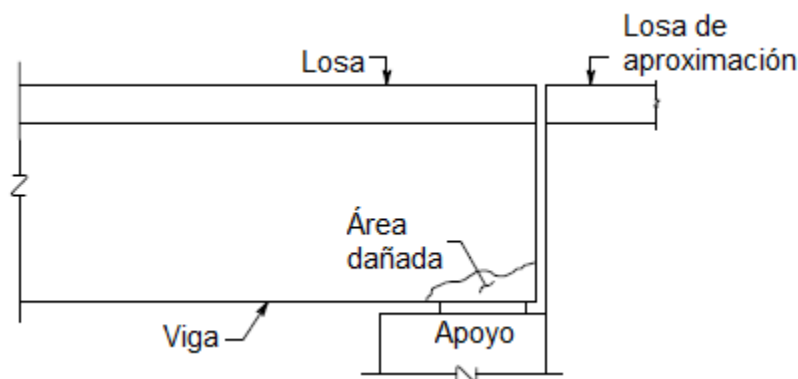 Losa
Losa de
aproximación
Área
dañada
Viga
Apoyo